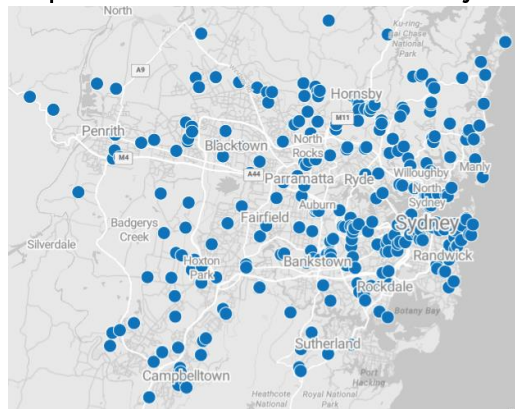 North
Ku-ring-
gai Chase
National
Park
A9
Hornsby
M11
Penrith
Blacktown
North
Rocks
M4
A44
Parramatta
Ryde
Willoughby
Manly
North
Sydney
Auburn
Fairfield
Sydney
Badgerys
Creek
Silverdale
Hoxton
Park
Bankstown
Randwick
Rockdale
Botany Bay
Sutherland
Port
Hacking
Campbelltown
Heathcote
National
Royal National
Park